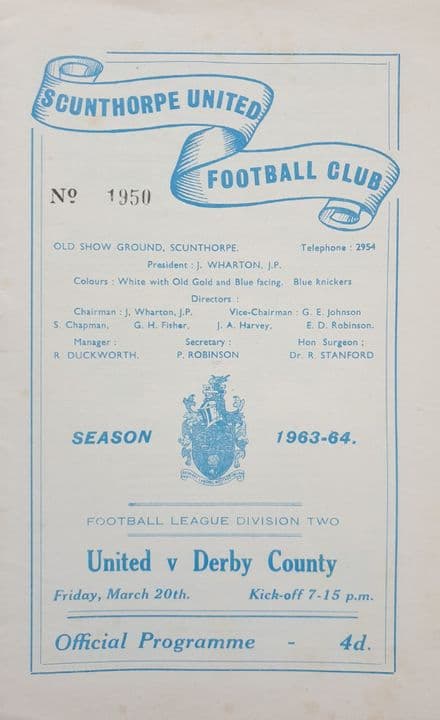 SCUNTHORPE UNITED
FOOTBALL CLUB
Nº 1950
OLD SHOW GROUND, SCUNTHORPE. Telephone : 2954
President : J. WHARTON, J.P.
Colours : White with Old Gold and Blue facing. Blue knickers
Directors :
Chairman : J. Wharton, J.P. Vice-Chairman : G. E. Johnson
S. Chapman, G. H. Fisher, J. A. Harvey, E. D. Robinson.
Manager : Secretary : Hon Surgeon ;
R DUCKWORTH. P. ROBINSON Dr. R. STANFORD
SEASON 1963-64.
FOOTBALL LEAGUE DIVISION TWO
United v Derby County
Friday, March 20th. Kick-off 7-15 p.m.
Official Programme - 4d.